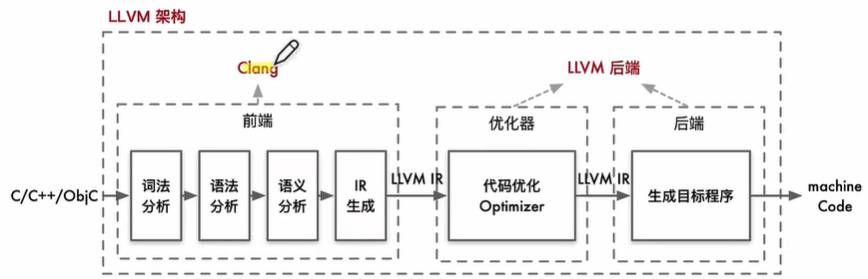 LLVM 架构
Clang
LLVM 后端
前端
优化器
后端
C/C++/ObjC
词法
分析
语法
分析
语义
分析
IR
生成
LLVM IR
代码优化
Optimizer
LLVM IR
生成目标程序
machine
Code